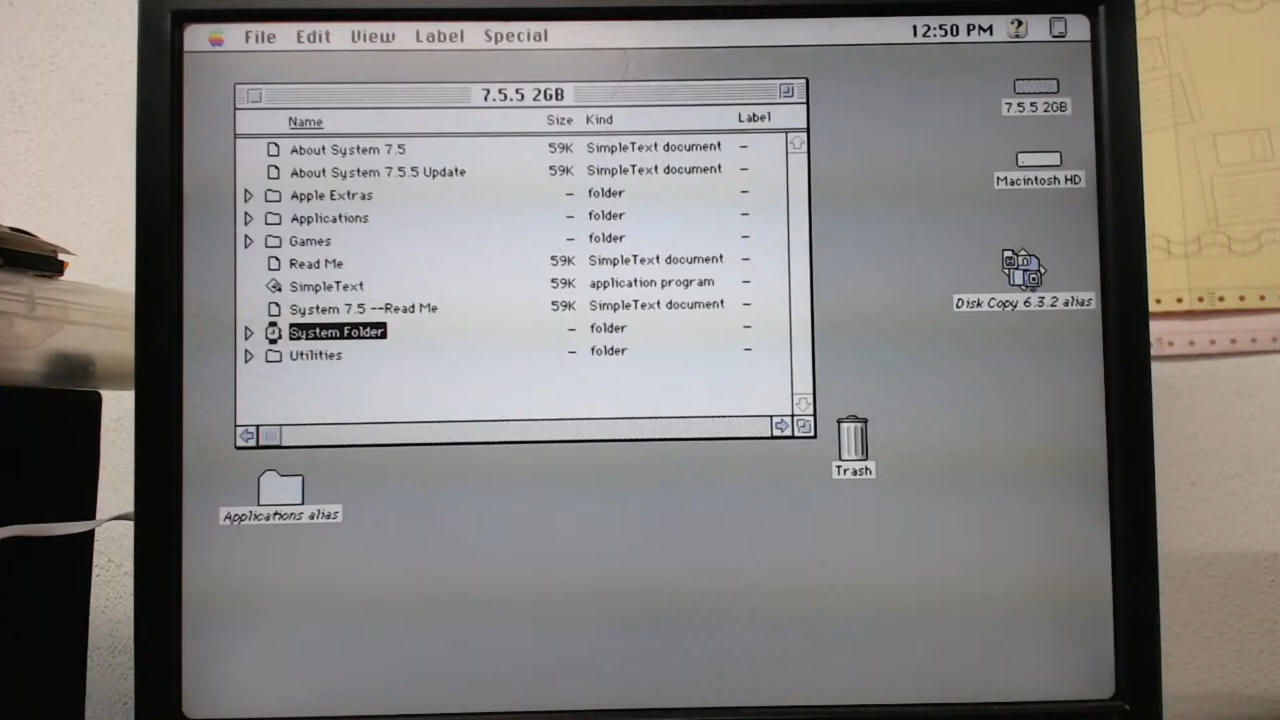 File Edit View Label Special 12:50 PM
7.5.5 2GB
Name Size Kind Label
About System 7.5 59K SimpleText document –
About System 7.5.5 Update 59K SimpleText document –
Apple Extras – folder –
Applications – folder –
Games – folder –
Read Me 59K SimpleText document –
SimpleText 59K application program –
System 7.5 --Read Me 59K SimpleText document –
System Folder – folder –
Utilities – folder –
7.5.5 2GB
Macintosh HD
Disk Copy 6.3.2 alias
Trash
Applications alias